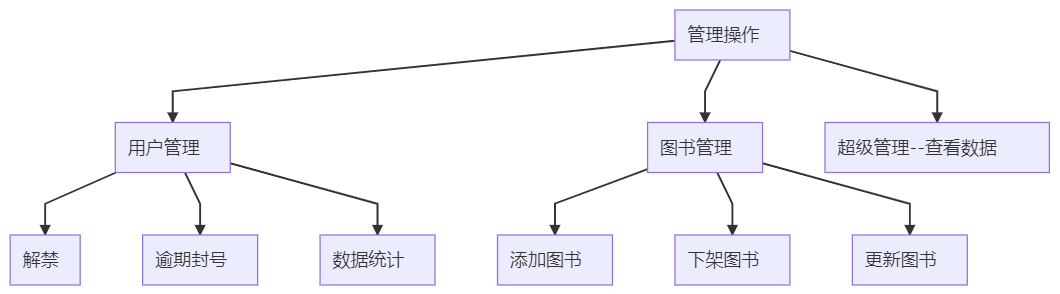 管理操作
用户管理
图书管理
超级管理--查看数据
解禁
逾期封号
数据统计
添加图书
下架图书
更新图书